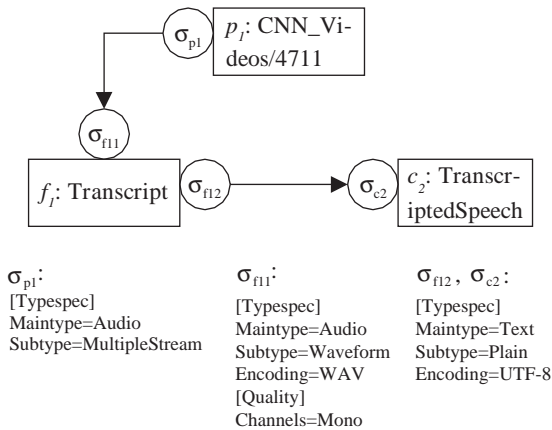 σp1
p1: CNN_Vi-
deos/4711
σf11
f1: Transcript
σf12
σc2
c2: Transcr-
iptedSpeech
σp1:
[Typespec]
Maintype=Audio
Subtype=MultipleStream
σf11:
[Typespec]
Maintype=Audio
Subtype=Waveform
Encoding=WAV
[Quality]
Channels=Mono
σf12, σc2:
[Typespec]
Maintype=Text
Subtype=Plain
Encoding=UTF-8